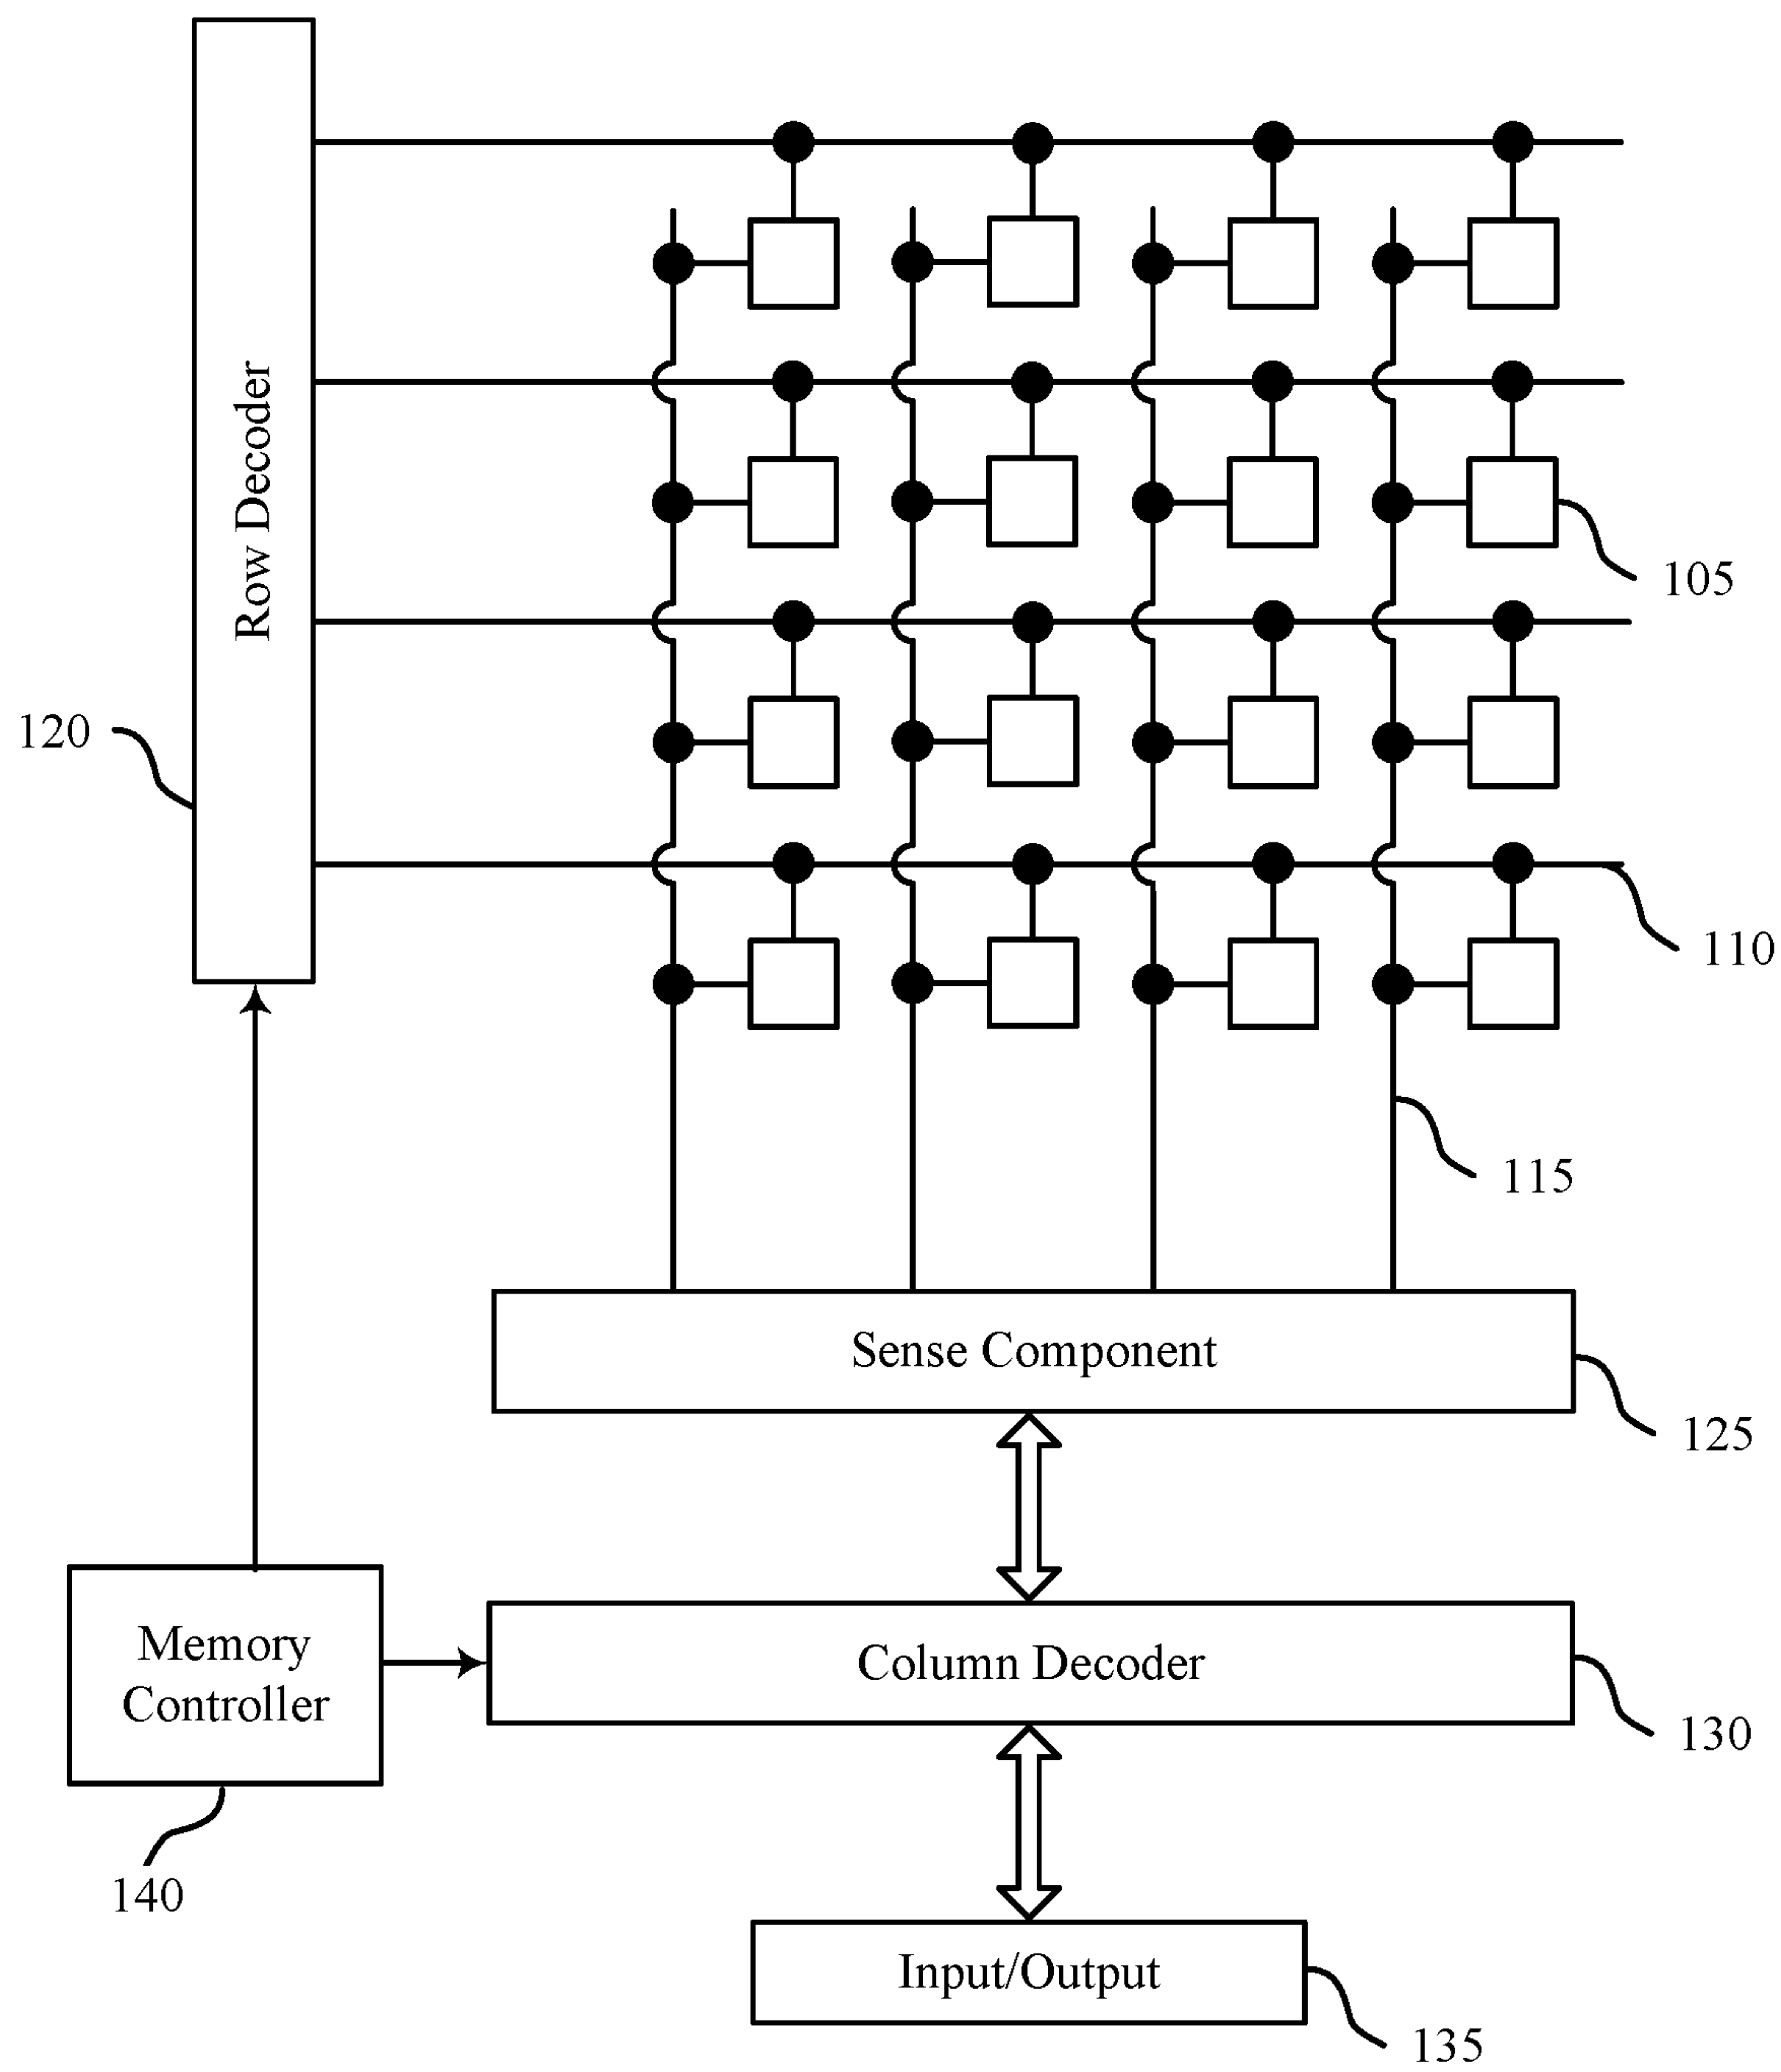 Row Decoder
105
120
110
115
Sense Component
125
Memory
Controller
Column Decoder
130
140
Input/Output
135